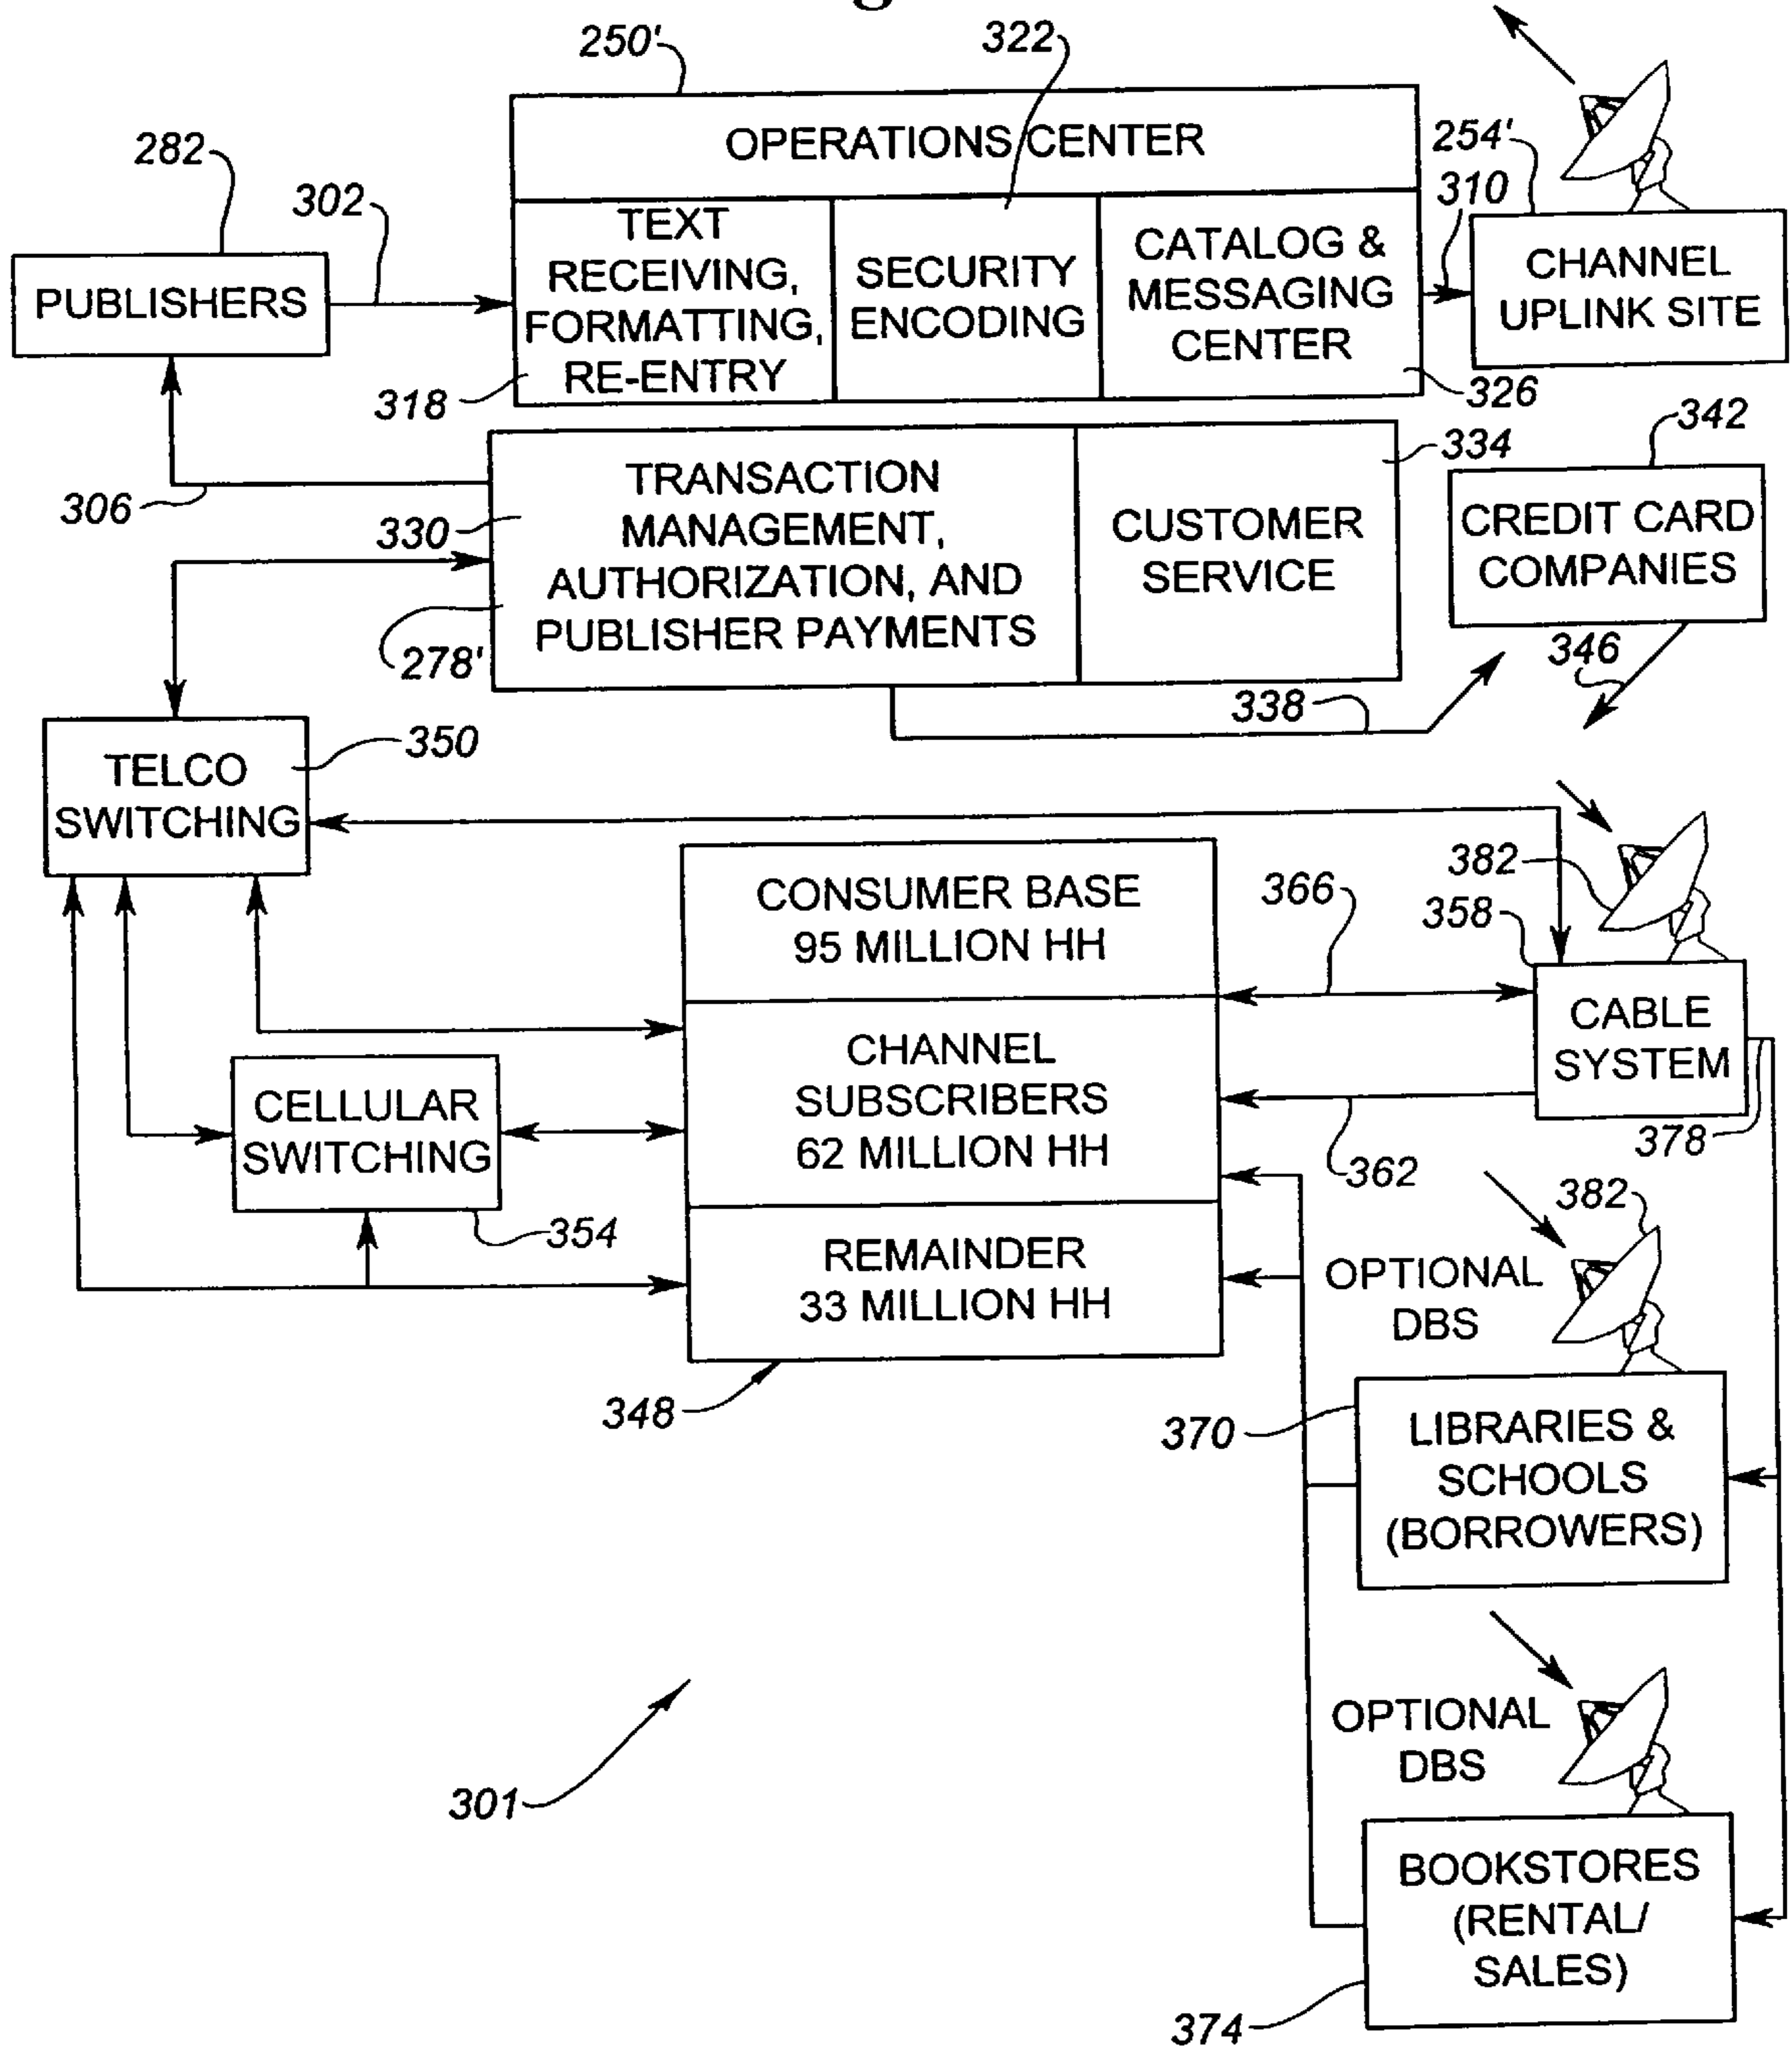 250'
322
OPERATIONS CENTER
282
302
254'
310
PUBLISHERS
TEXT
RECEIVING,
FORMATTING,
RE-ENTRY
SECURITY
ENCODING
CATALOG &
MESSAGING
CENTER
CHANNEL
UPLINK SITE
318
326
342
334
306
330
TRANSACTION
MANAGEMENT,
AUTHORIZATION, AND
PUBLISHER PAYMENTS
CUSTOMER
SERVICE
CREDIT CARD
COMPANIES
278'
346
338
350
TELCO
SWITCHING
382
366
358
CONSUMER BASE
95 MILLION HH
CHANNEL
SUBSCRIBERS
62 MILLION HH
CABLE
SYSTEM
CELLULAR
SWITCHING
378
362
382
354
REMAINDER
33 MILLION HH
OPTIONAL
DBS
348
370
LIBRARIES &
SCHOOLS
(BORROWERS)
OPTIONAL
DBS
301
BOOKSTORES
(RENTAL/
SALES)
374